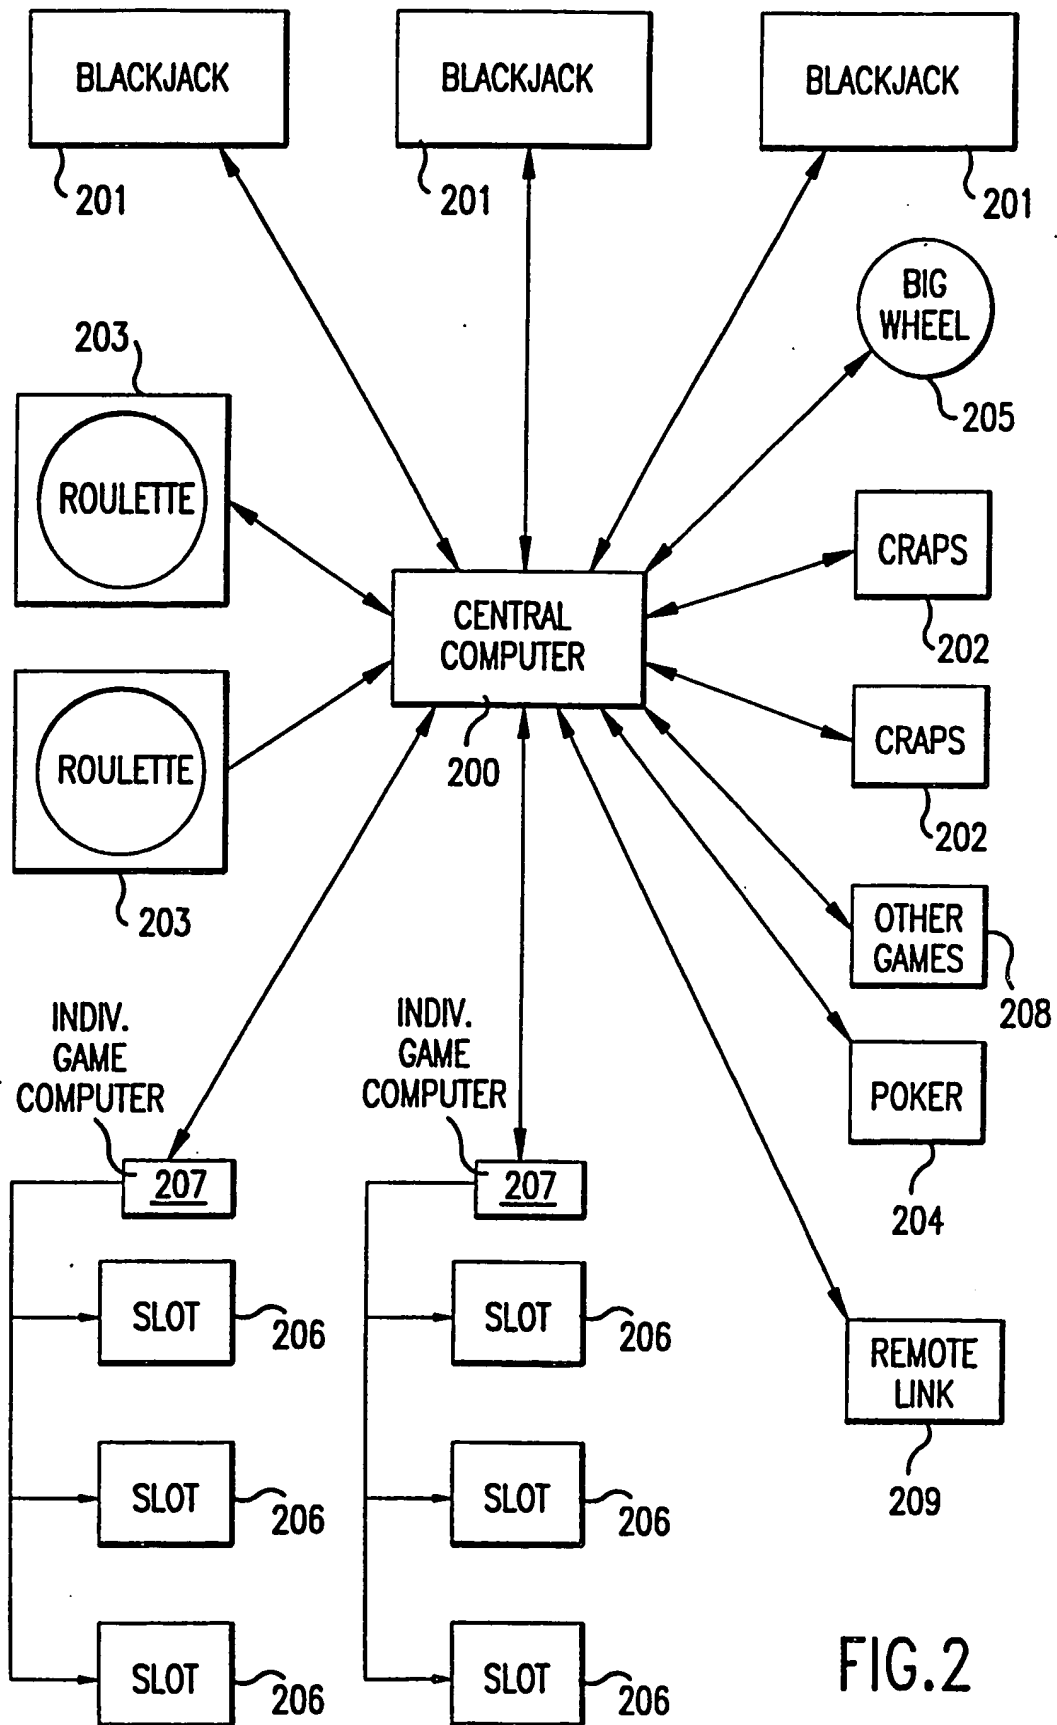 BLACKJACK
BLACKJACK
BLACKJACK
201
201
201
BIG
WHEEL
205
203
ROULETTE
CRAPS
202
CENTRAL
COMPUTER
200
ROULETTE
203
CRAPS
202
OTHER
GAMES
208
INDIV.
GAME
COMPUTER
207
INDIV.
GAME
COMPUTER
207
POKER
204
SLOT
206
SLOT
206
REMOTE
LINK
209
SLOT
206
SLOT
206
SLOT
206
SLOT
206
FIG.2